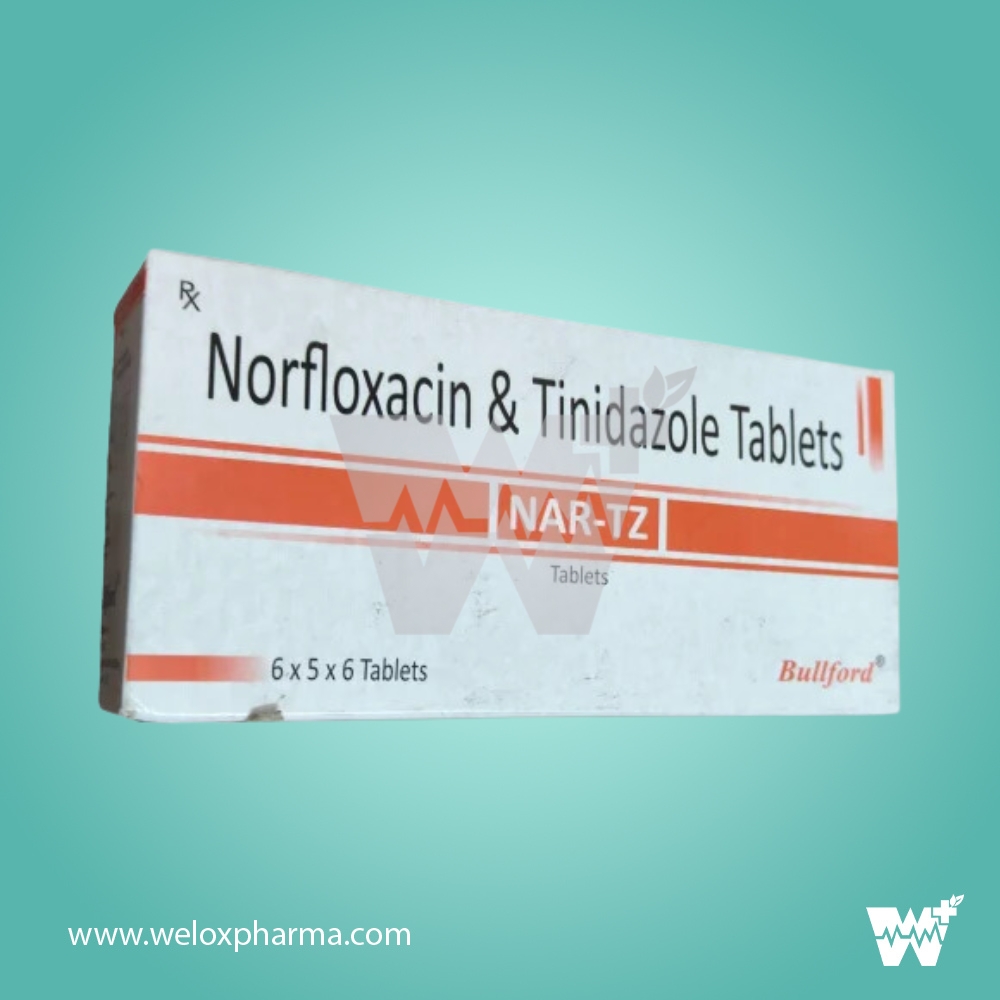 Rx
Norfloxacin & Tinidazole Tablets
NAR-TZ
Tablets
6 x 5 x 6 Tablets
Bullford®
www.weloxpharma.com
W